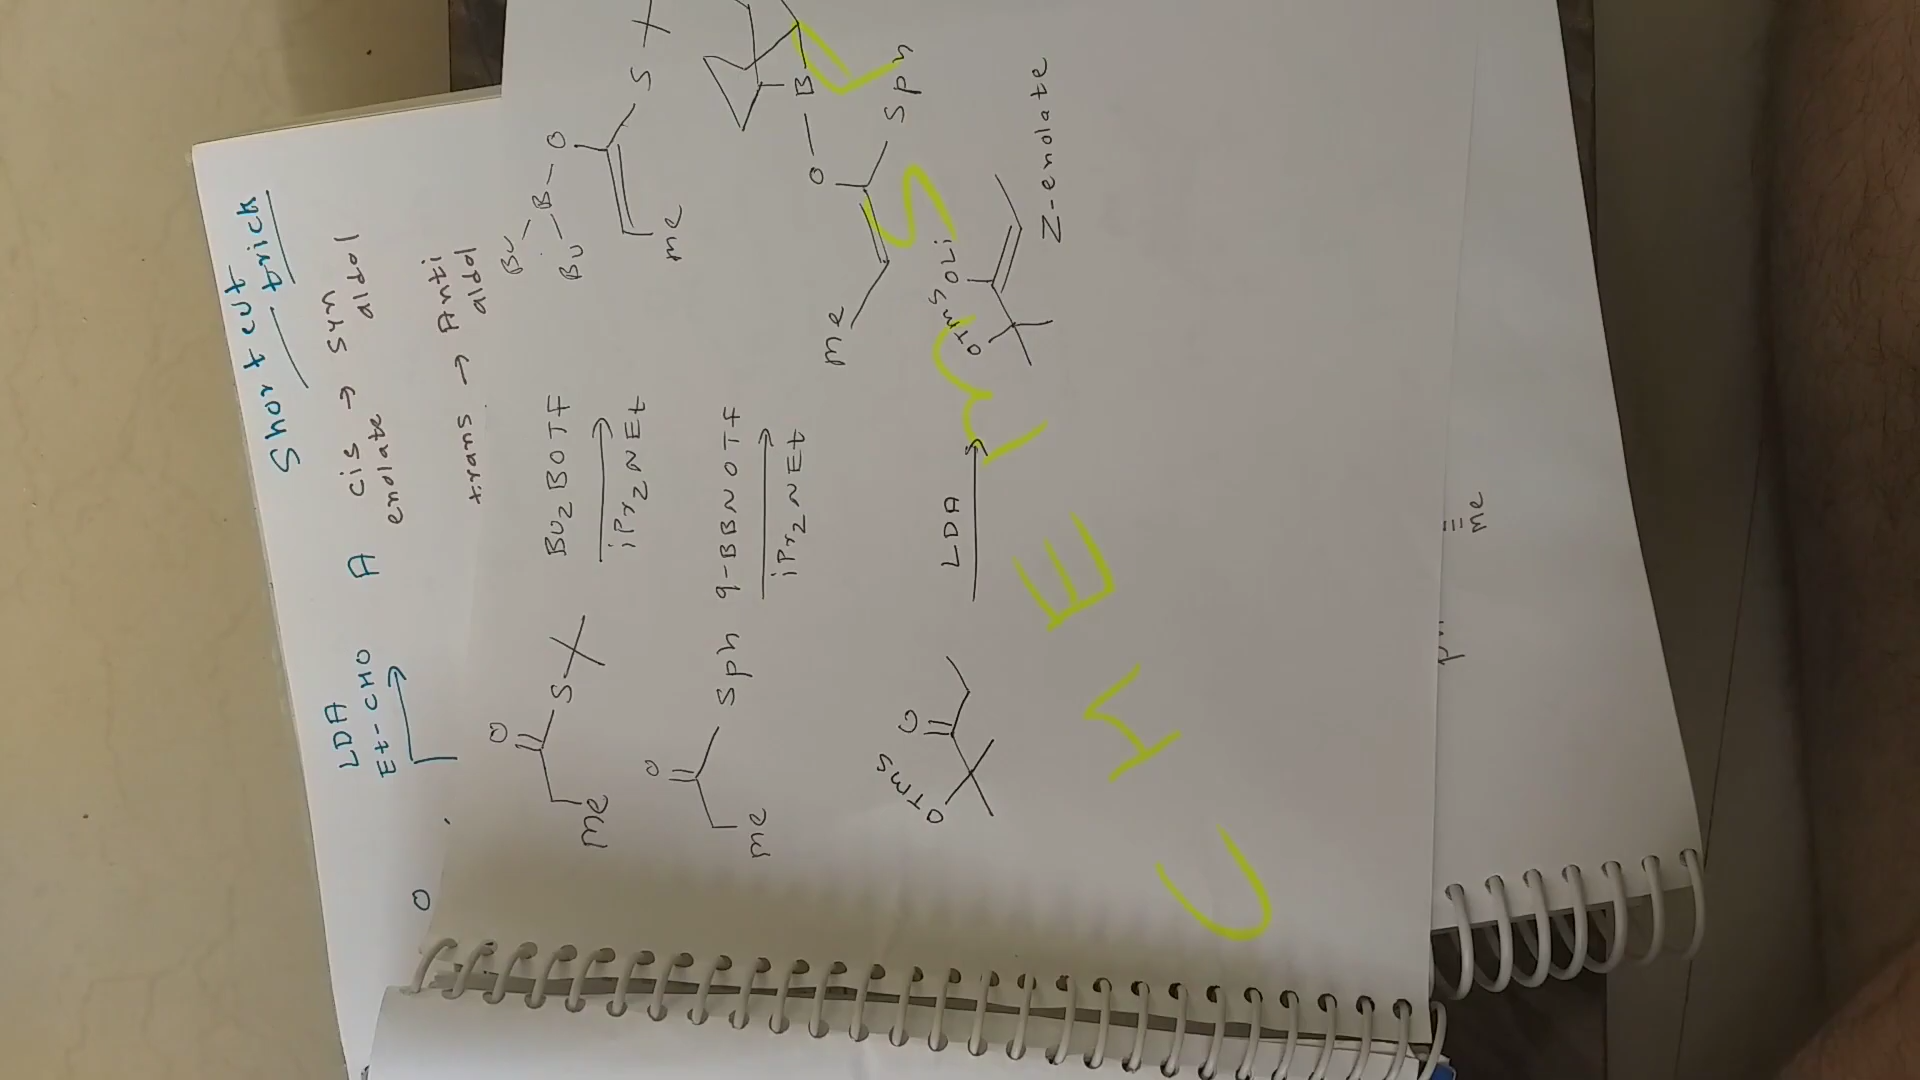 Short cut
trick
LDA
Et-CHO
A
cis → syn
enolate aldol
trans → Anti
aldol
O
O
S
Me
Bu2BOTF
iPr2NEt
Bu
Bu
B
O
S
me
O
Sph
me
9-BBNOTF
iPr2NEt
B
O
Sph
Me
OTMS
O
LDA
OTMS
OLi
Z-enolate
me